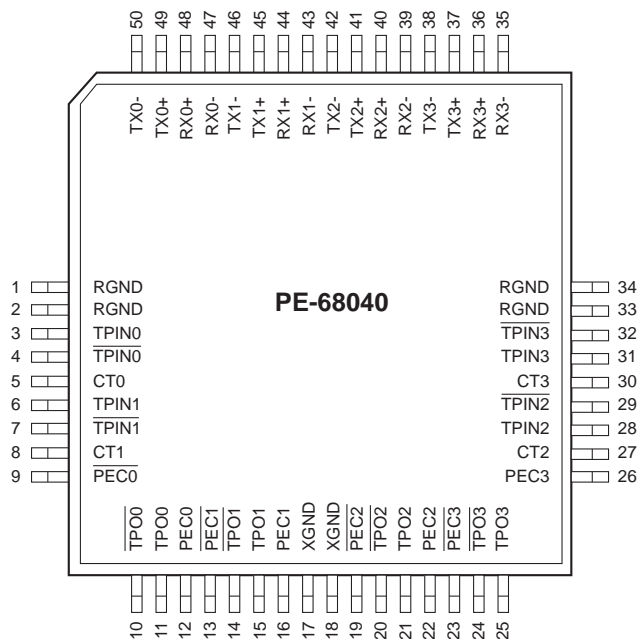 50 49 48 47 46 45 44 43 42 41 40 39 38 37 36 35
TX0- TX0+ RX0+ RX0- TX1- TX1+ RX1+ RX1- TX2- TX2+ RX2+ RX2- TX3- TX3+ RX3+ RX3-
PE-68040
1 RGND
2 RGND
3 TPIN0
4 TPIN0
5 CT0
6 TPIN1
7 TPIN1
8 CT1
9 PEC0
RGND 34
RGND 33
TPIN3 32
TPIN3 31
CT3 30
TPIN2 29
TPIN2 28
CT2 27
PEC3 26
TPO0 TPO0 PEC0 PEC1 TPO1 TPO1 PEC1 XGND XGND PEC2 TPO2 TPO2 PEC2 PEC3 TPO3 TPO3
10 11 12 13 14 15 16 17 18 19 20 21 22 23 24 25